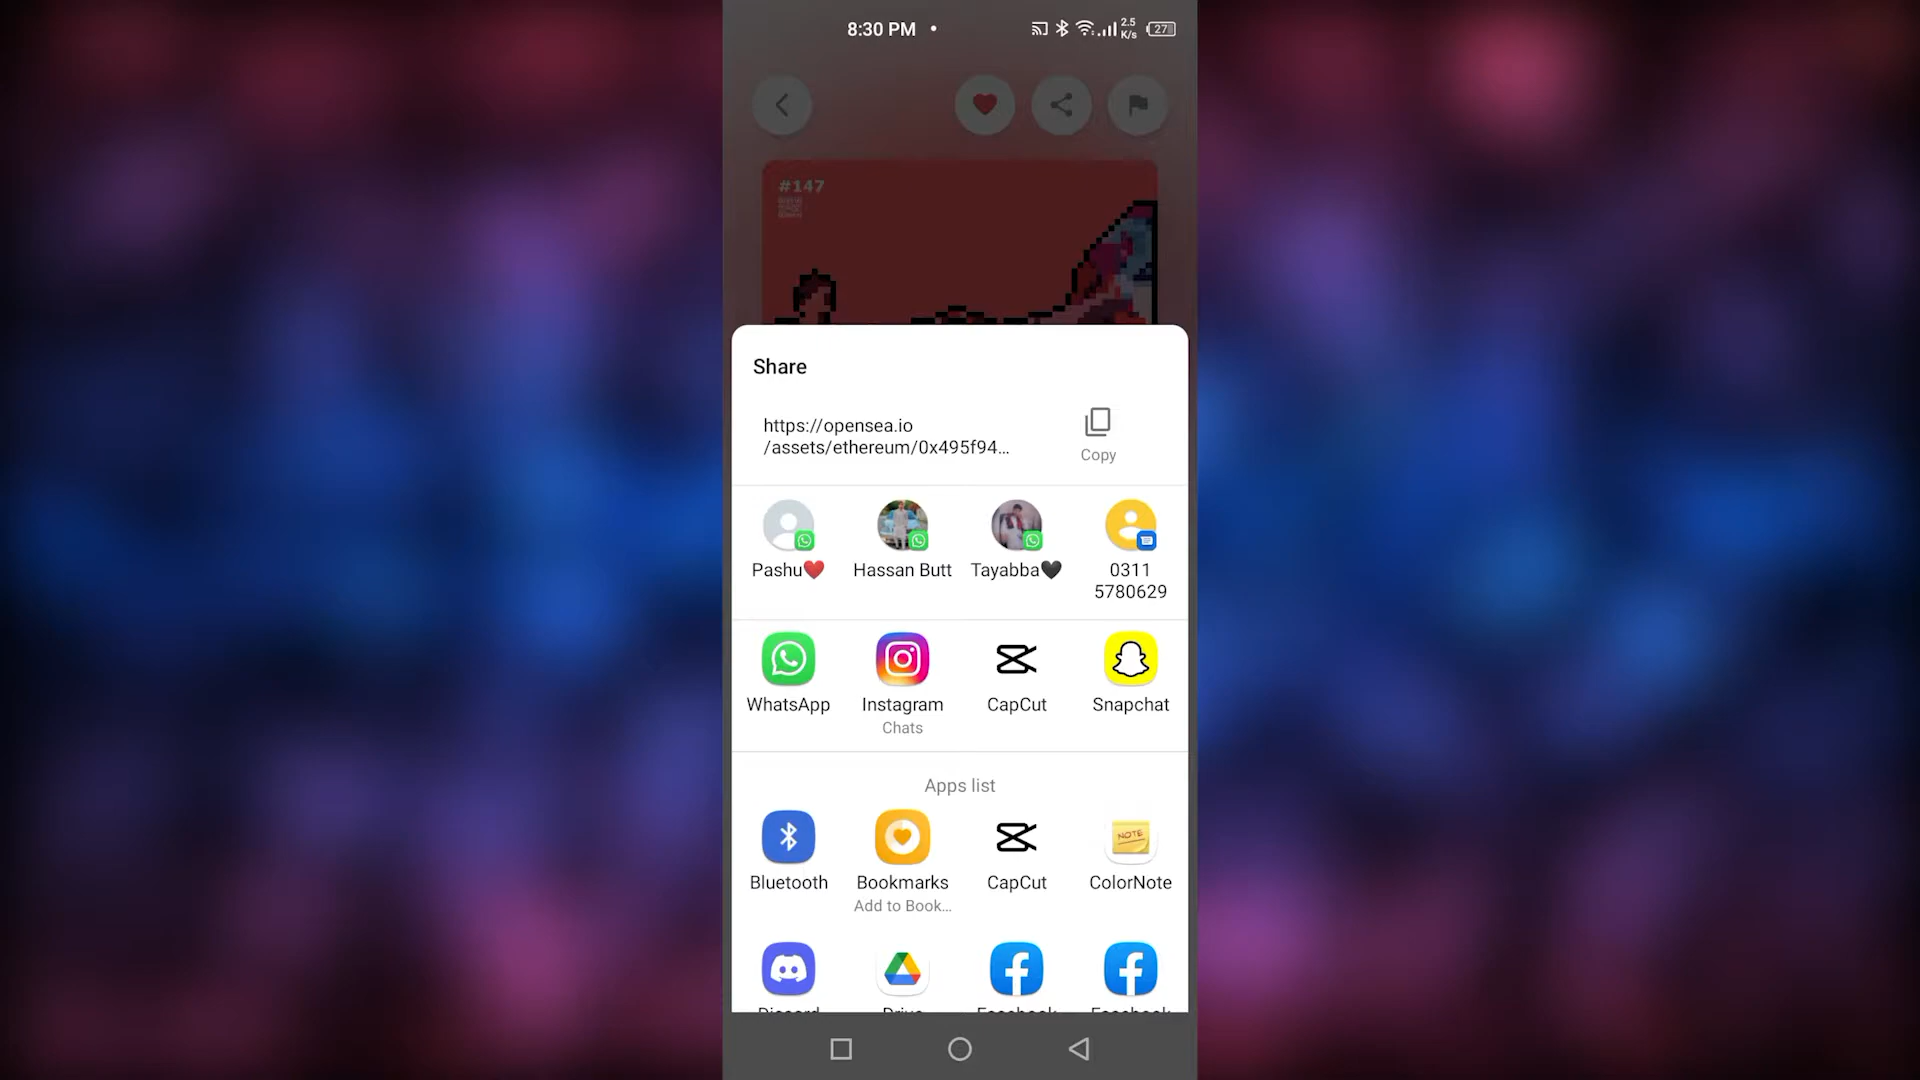 8:30 PM
2.5
K/s
27
#147
Share
https://opensea.io
/assets/ethereum/0x495f94...
Copy
Pashu❤️
Hassan Butt
Tayabba🖤
0311
5780629
WhatsApp
Instagram
CapCut
Snapchat
Chats
Apps list
NOTE
Bluetooth
Bookmarks
CapCut
ColorNote
Add to Book...
Discord
Drive
Facebook
Facebook